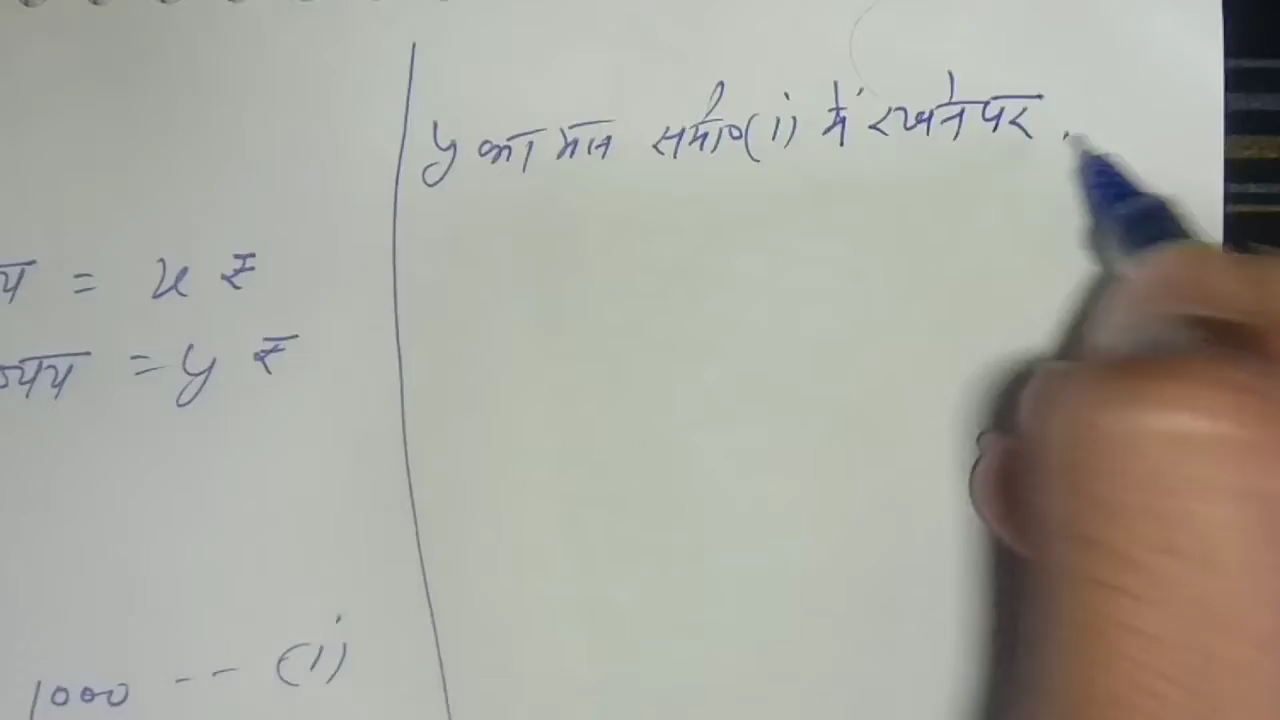 y का मान समी० (i) में रखने पर
य = x ₹
व्यय = y ₹
1000 -- (i)